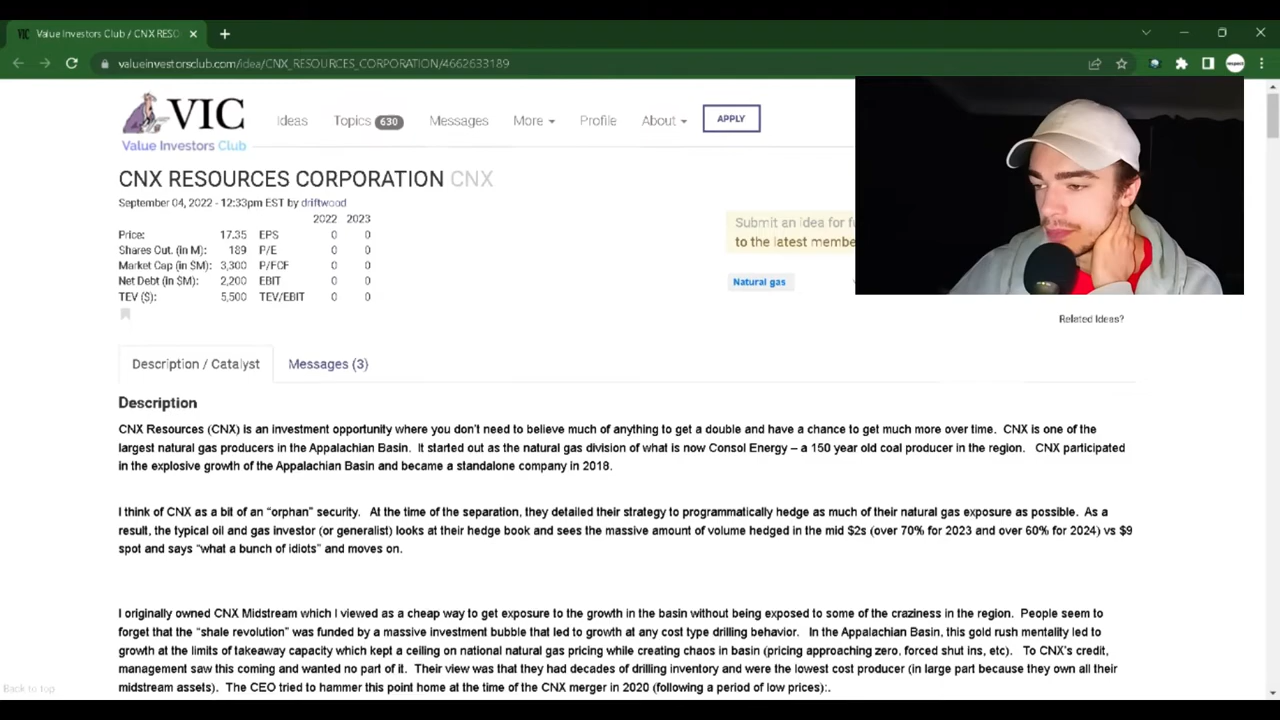 VIC Value Investors Club / CNX RESO
valueinvestorsclub.com/idea/CNX_RESOURCES_CORPORATION/4662633189
VIC
Value Investors Club
Ideas Topics 630 Messages More Profile About APPLY
CNX RESOURCES CORPORATION CNX
September 04, 2022 - 12:33pm EST by driftwood
2022 2023
Price: 17.35 EPS 0 0
Shares Out. (in M): 189 P/E 0 0
Market Cap (in $M): 3,300 P/FCF 0 0
Net Debt (in $M): 2,200 EBIT 0 0
TEV ($): 5,500 TEV/EBIT 0 0
Submit an idea for
to the latest membe
Natural gas
Related Ideas?
Description / Catalyst Messages (3)
Description
CNX Resources (CNX) is an investment opportunity where you don't need to believe much of anything to get a double and have a chance to get much more over time. CNX is one of the
largest natural gas producers in the Appalachian Basin. It started out as the natural gas division of what is now Consol Energy – a 150 year old coal producer in the region. CNX participated
in the explosive growth of the Appalachian Basin and became a standalone company in 2018.
I think of CNX as a bit of an “orphan” security. At the time of the separation, they detailed their strategy to programmatically hedge as much of their natural gas exposure as possible. As a
result, the typical oil and gas investor (or generalist) looks at their hedge book and sees the massive amount of volume hedged in the mid $2s (over 70% for 2023 and over 60% for 2024) vs $9
spot and says “what a bunch of idiots” and moves on.
I originally owned CNX Midstream which I viewed as a cheap way to get exposure to the growth in the basin without being exposed to some of the craziness in the region. People seem to
forget that the “shale revolution” was funded by a massive investment bubble that led to growth at any cost type drilling behavior. In the Appalachian Basin, this gold rush mentality led to
growth at the limits of takeaway capacity which kept a ceiling on national natural gas pricing while creating chaos in basin (pricing approaching zero, forced shut ins, etc). To CNX's credit,
management saw this coming and wanted no part of it. Their view was that they had decades of drilling inventory and were the lowest cost producer (in large part because they own all their
midstream assets). The CEO tried to hammer this point home at the time of the CNX merger in 2020 (following a period of low prices):.
Back to top